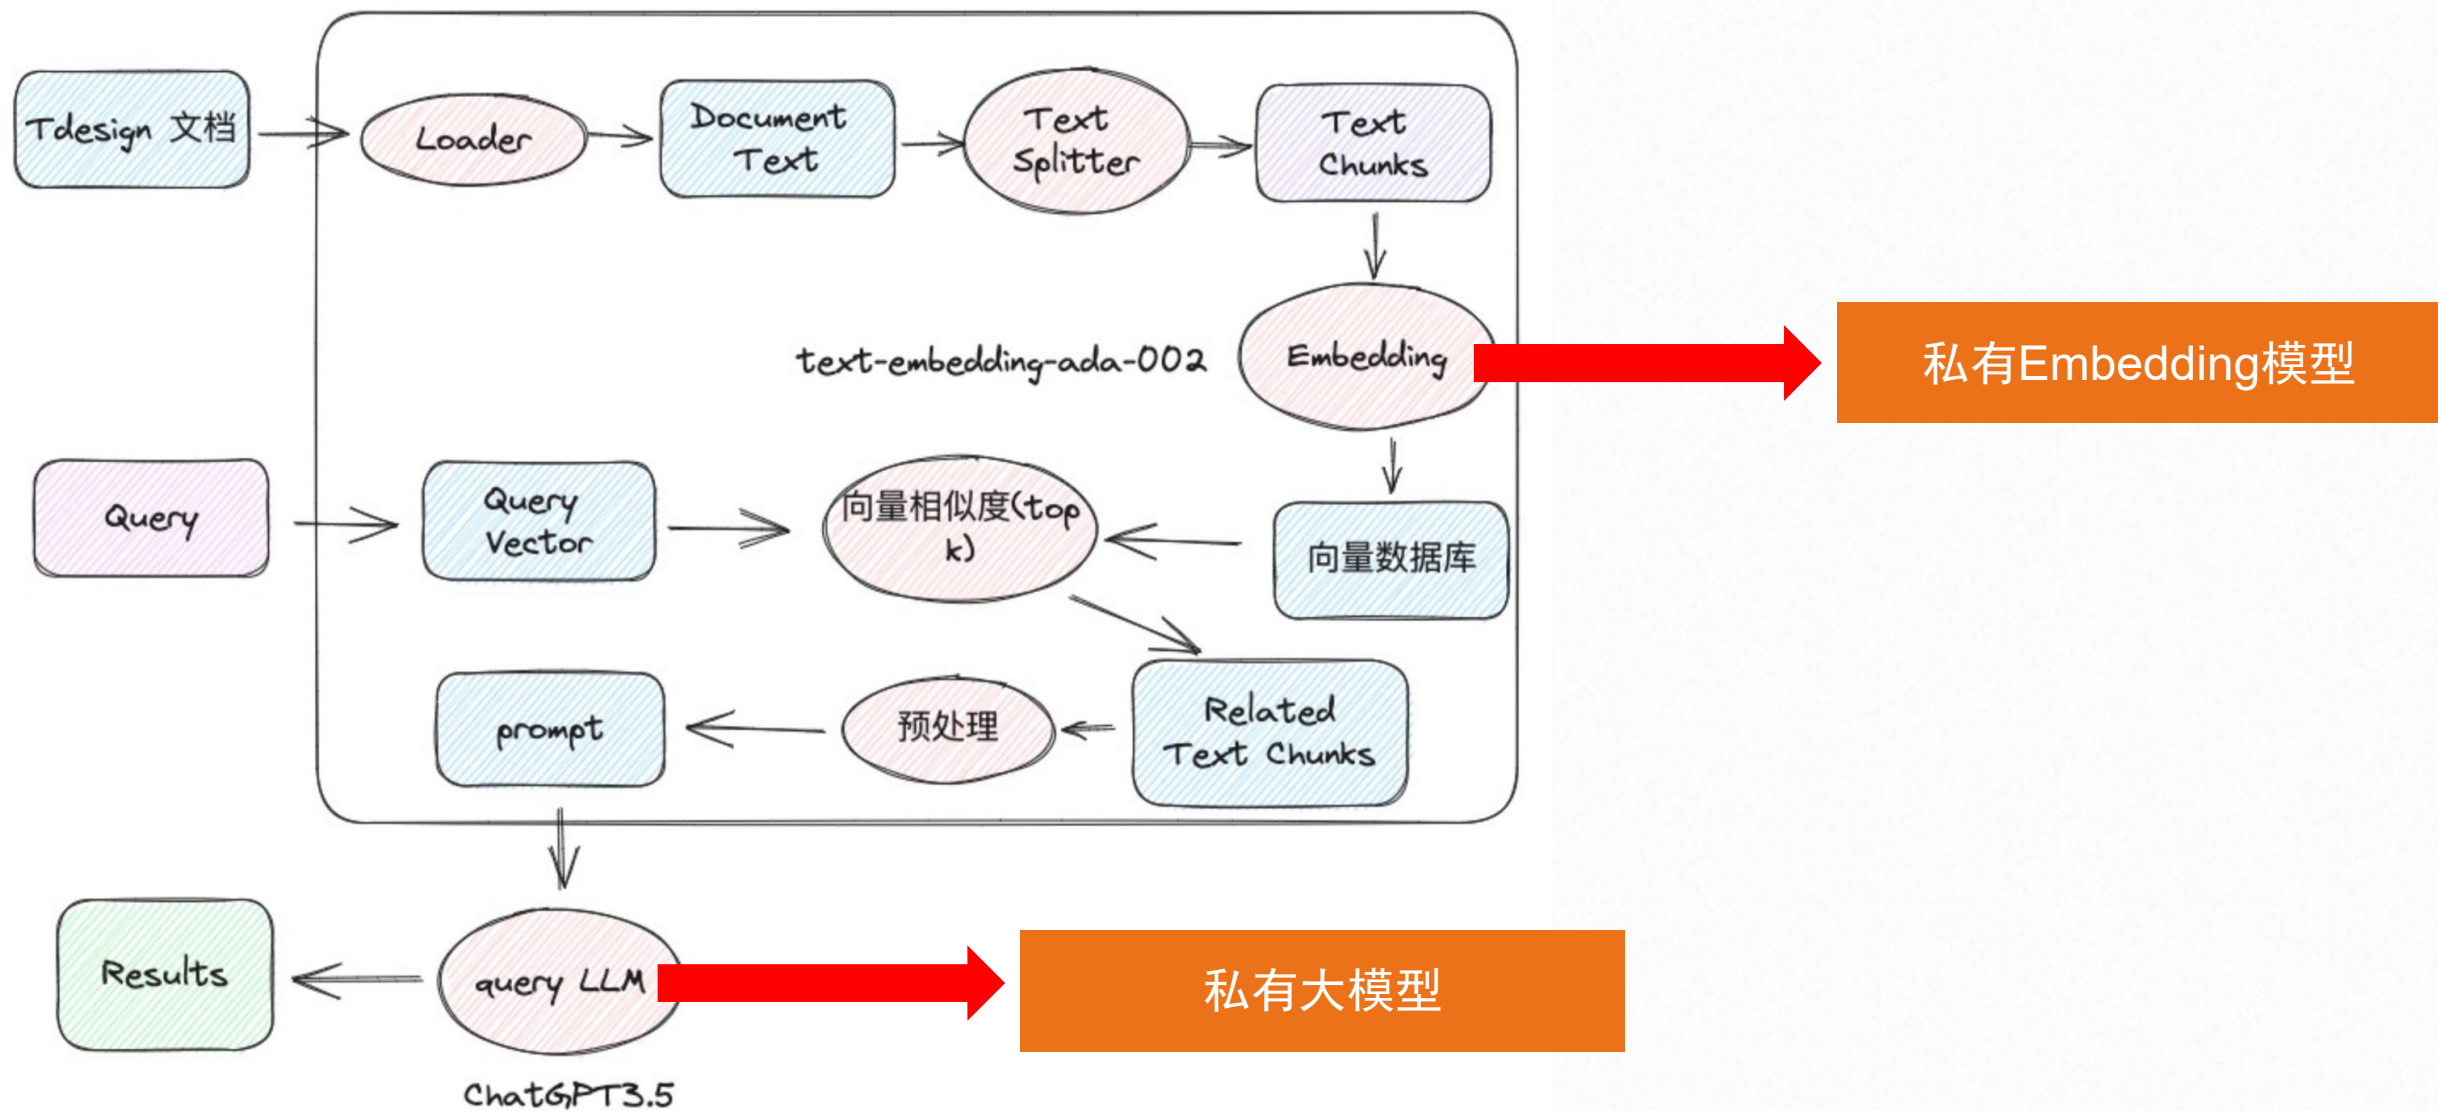 Tdesign 文档
Loader
Document
Text
Text
Splitter
Text
Chunks
text-embedding-ada-002
Embedding
私有Embedding模型
Query
Query
Vector
向量相似度(top
k)
向量数据库
prompt
预处理
Related
Text Chunks
Results
query LLM
私有大模型
ChatGPT3.5